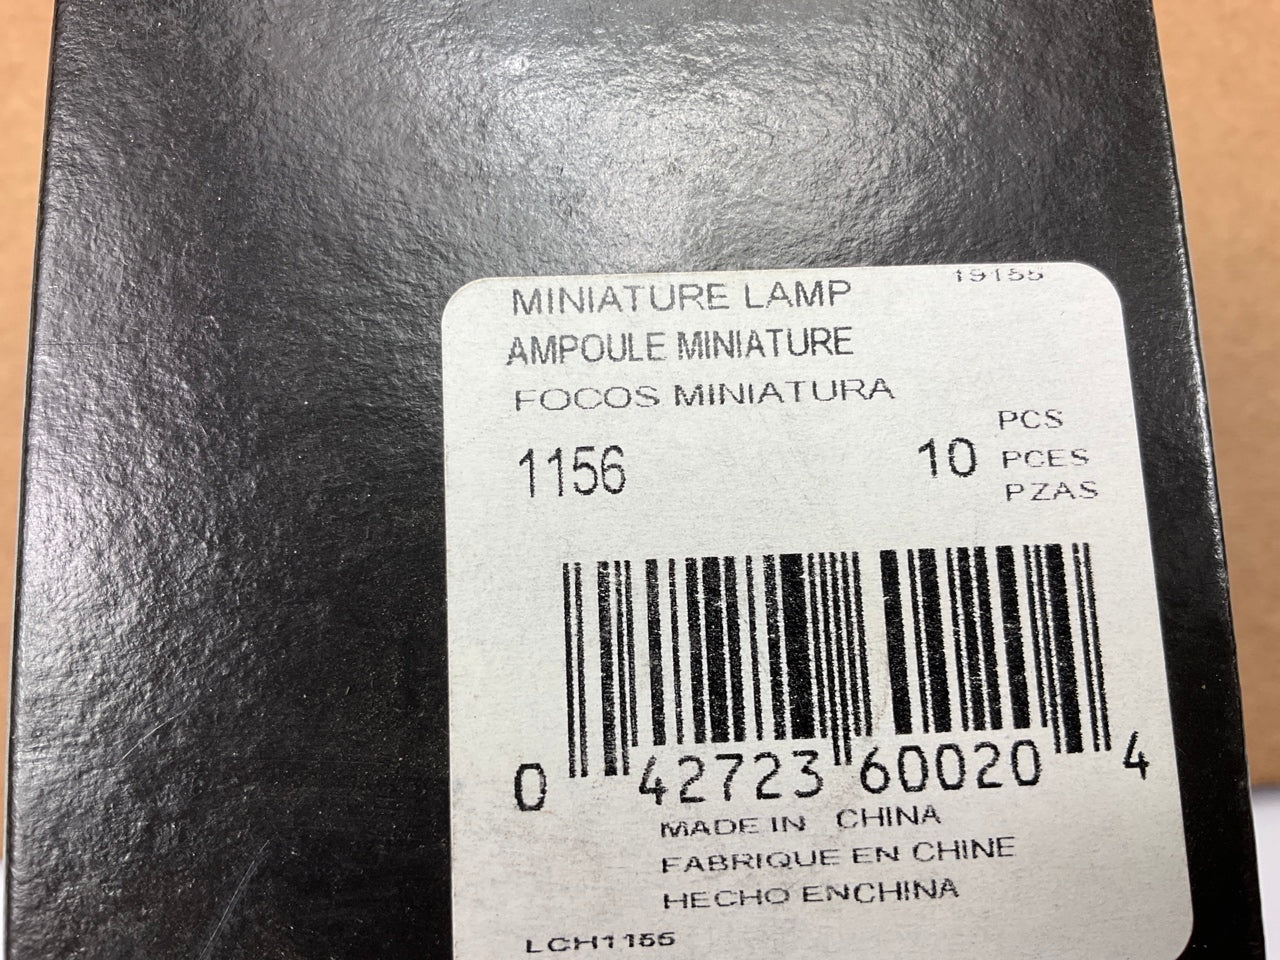 19155
MINIATURE LAMP
AMPOULE MINIATURE
FOCOS MINIATURA
1156 10 PCS
PCES
PZAS
0 42723 60020 4
MADE IN CHINA
FABRIQUE EN CHINE
HECHO ENCHINA
LCH1155